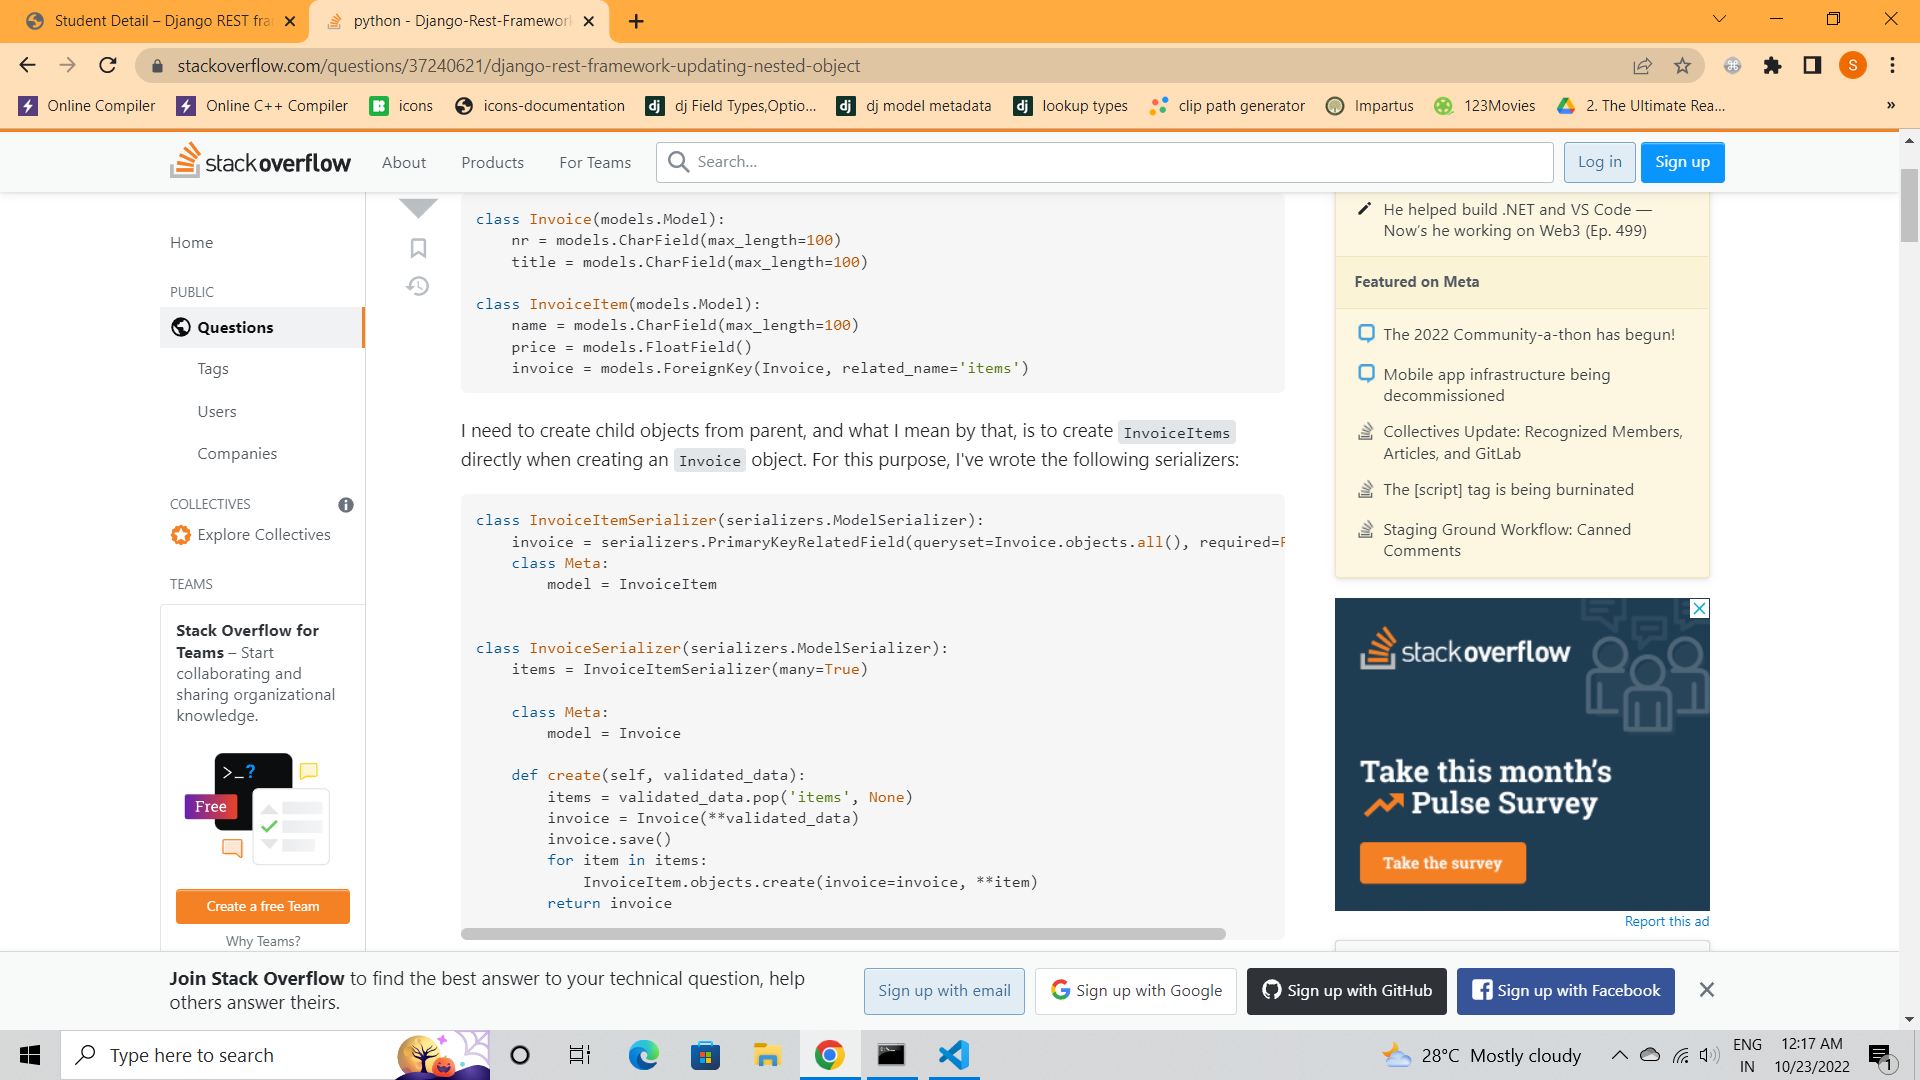 Student Detail – Django REST fra
python - Django-Rest-Framework
stackoverflow.com/questions/37240621/django-rest-framework-updating-nested-object
S
Online Compiler
Online C++ Compiler
icons
icons-documentation
dj Field Types,Optio...
dj model metadata
lookup types
clip path generator
Impartus
123Movies
2. The Ultimate Rea...
»
stack overflow
About
Products
For Teams
Search...
Log in
Sign up
Home
PUBLIC
Questions
Tags
Users
Companies
COLLECTIVES
Explore Collectives
TEAMS
Stack Overflow for
Teams – Start
collaborating and
sharing organizational
knowledge.
>_?
Free
Create a free Team
Why Teams?
class Invoice(models.Model):
    nr = models.CharField(max_length=100)
    title = models.CharField(max_length=100)
class InvoiceItem(models.Model):
    name = models.CharField(max_length=100)
    price = models.FloatField()
    invoice = models.ForeignKey(Invoice, related_name='items')
I need to create child objects from parent, and what I mean by that, is to create InvoiceItems
directly when creating an Invoice object. For this purpose, I've wrote the following serializers:
class InvoiceItemSerializer(serializers.ModelSerializer):
    invoice = serializers.PrimaryKeyRelatedField(queryset=Invoice.objects.all(), required=
    class Meta:
        model = InvoiceItem
class InvoiceSerializer(serializers.ModelSerializer):
    items = InvoiceItemSerializer(many=True)
    class Meta:
        model = Invoice
    def create(self, validated_data):
        items = validated_data.pop('items', None)
        invoice = Invoice(**validated_data)
        invoice.save()
        for item in items:
            InvoiceItem.objects.create(invoice=invoice, **item)
        return invoice
He helped build .NET and VS Code —
Now's he working on Web3 (Ep. 499)
Featured on Meta
The 2022 Community-a-thon has begun!
Mobile app infrastructure being
decommissioned
Collectives Update: Recognized Members,
Articles, and GitLab
The [script] tag is being burninated
Staging Ground Workflow: Canned
Comments
stackoverflow
Take this month's
Pulse Survey
Take the survey
Report this ad
Join Stack Overflow to find the best answer to your technical question, help
others answer theirs.
Sign up with email
Sign up with Google
Sign up with GitHub
Sign up with Facebook
Type here to search
28°C Mostly cloudy
ENG
IN
12:17 AM
10/23/2022
1